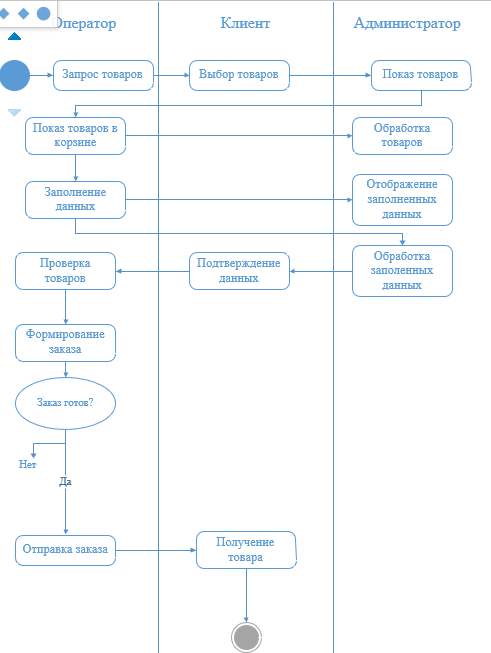 Оператор
Клиент
Администратор
Запрос товаров
Выбор товаров
Показ товаров
Показ товаров в
корзине
Обработка
товаров
Заполнение
данных
Отображение
заполненных
данных
Проверка
товаров
Подтверждение
данных
Обработка
заполенных
данных
Формирование
заказа
Заказ готов?
Нет
Да
Отправка заказа
Получение
товара